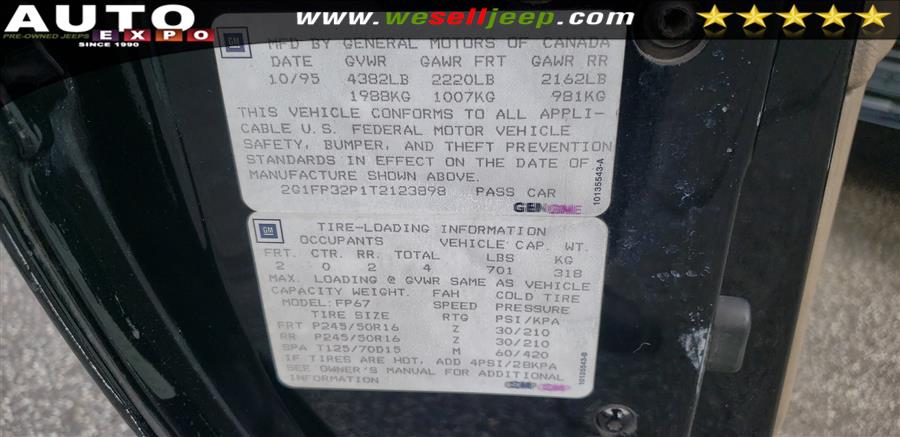 AUTO
PRE-OWNED JEEPS
EXPO
SINCE 1990
www.weselljeep.com
GM
MFD BY GENERAL MOTORS OF CANADA
DATE GVWR GAWR FRT GAWR RR
10/95 4382LB 2220LB 2162LB
1988KG 1007KG 981KG
THIS VEHICLE CONFORMS TO ALL APPLI-
CABLE U.S. FEDERAL MOTOR VEHICLE
SAFETY, BUMPER, AND THEFT PREVENTION
STANDARDS IN EFFECT ON THE DATE OF
MANUFACTURE SHOWN ABOVE.
2G1FP32P1T2123898 PASS CAR
10135543-A
GM
TIRE-LOADING INFORMATION
OCCUPANTS VEHICLE CAP. WT.
FRT. CTR. RR. TOTAL LBS KG
2 0 2 4 701 318
MAX. LOADING @ GVWR SAME AS VEHICLE
CAPACITY WEIGHT. FAH COLD TIRE
MODEL:FP67 SPEED PRESSURE
TIRE SIZE RTG PSI/KPA
FRT P245/50R16 Z 30/210
RR P245/50R16 Z 30/210
SPA T125/70D15 M 60/420
IF TIRES ARE HOT, ADD 4PSI/28KPA
SEE OWNER'S MANUAL FOR ADDITIONAL
INFORMATION
10135543-B